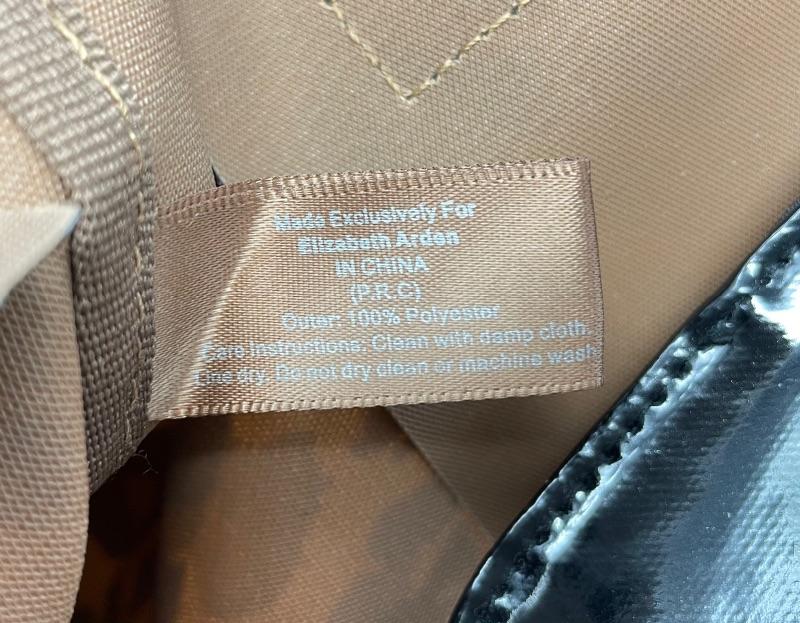 Made Exclusively For
Elizabeth Arden
IN CHINA
(P.R.C)
Outer: 100% Polyester
Care Instructions: Clean with damp cloth.
Line dry. Do not dry clean or machine wash